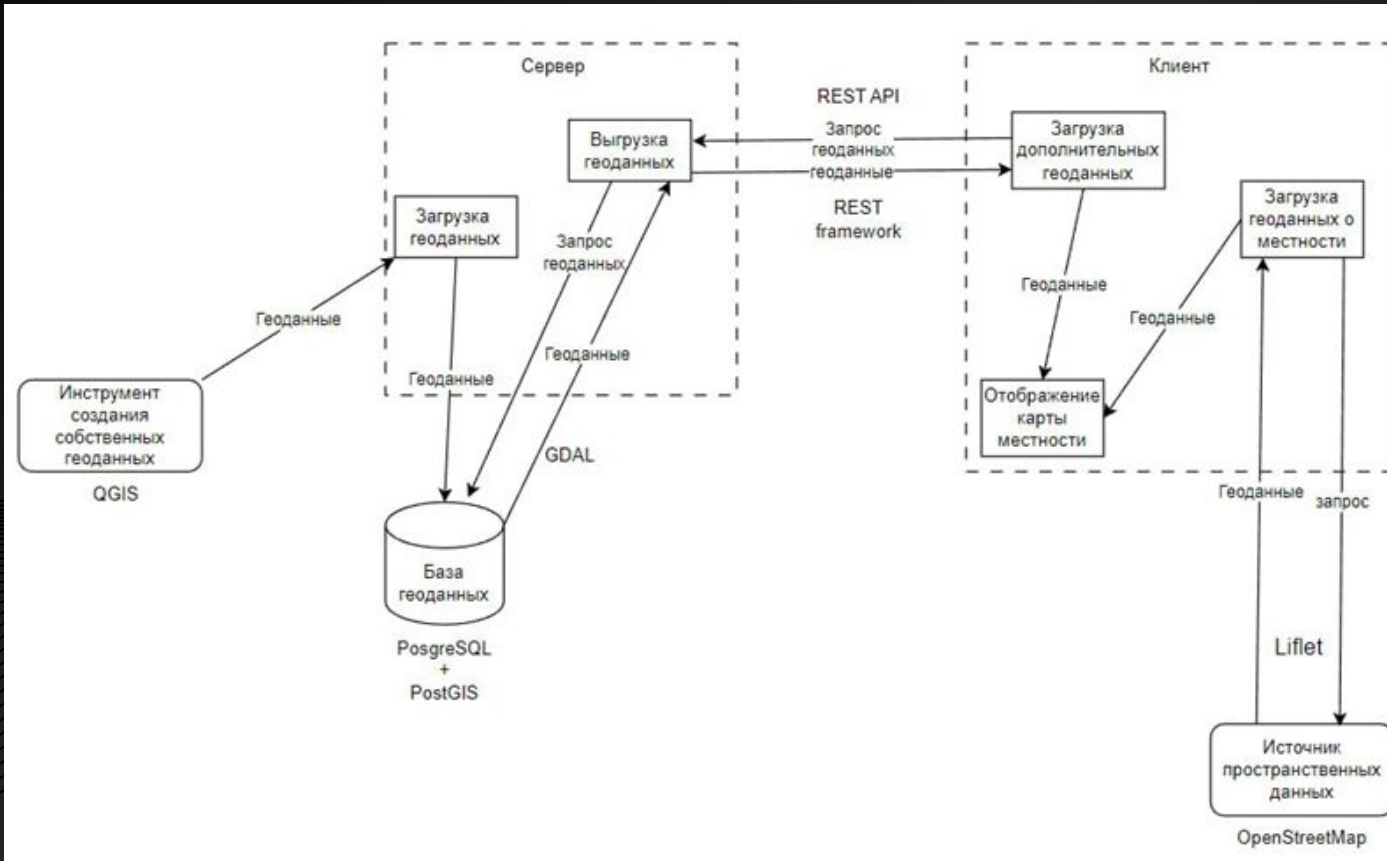 Сервер
Клиент
REST API
Выгрузка
геоданных
Запрос
геоданных
геоданные
REST
framework
Загрузка
дополнительных
геоданных
Загрузка
геоданных о
местности
Загрузка
геоданных
Запрос
геоданных
Геоданные
Геоданные
Геоданные
Геоданные
Геоданные
Инструмент
создания
собственных
геоданных
QGIS
GDAL
Отображение
карты
местности
База
геоданных
PosgreSQL
+
PostGIS
Геоданные
запрос
Liflet
Источник
пространственных
данных
OpenStreetMap